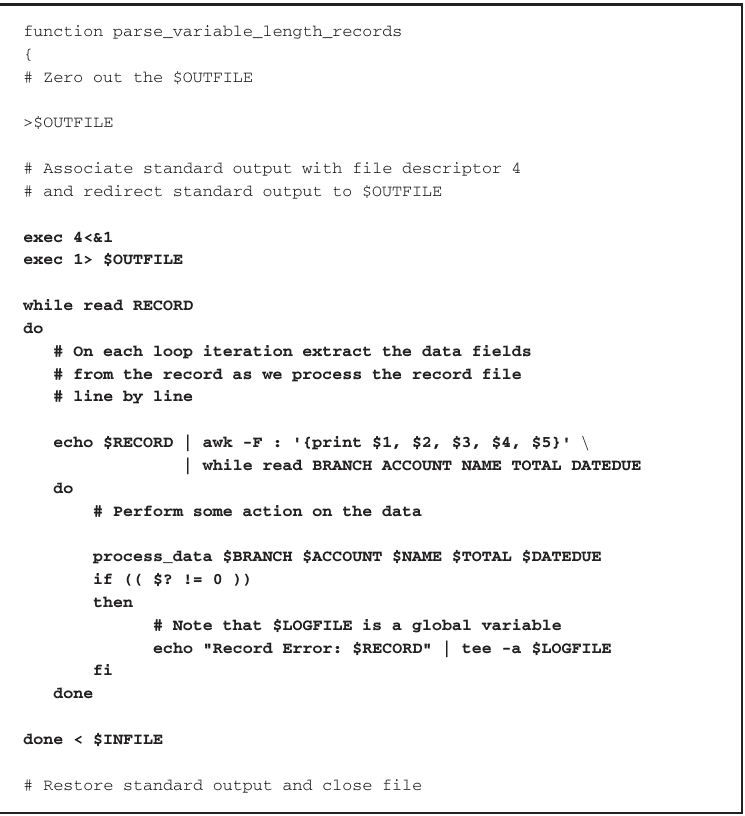 function parse_variable_length_records
{
# Zero out the $OUTFILE
>$OUTFILE
# Associate standard output with file descriptor 4
# and redirect standard output to $OUTFILE
exec 4<&1
exec 1> $OUTFILE
while read RECORD
do
# On each loop iteration extract the data fields
# from the record as we process the record file
# line by line
echo $RECORD | awk -F : '{print $1, $2, $3, $4, $5}' \
| while read BRANCH ACCOUNT NAME TOTAL DATEDUE
do
# Perform some action on the data
process_data $BRANCH $ACCOUNT $NAME $TOTAL $DATEDUE
if (( $? != 0 ))
then
# Note that $LOGFILE is a global variable
echo "Record Error: $RECORD" | tee -a $LOGFILE
fi
done
done < $INFILE
# Restore standard output and close file